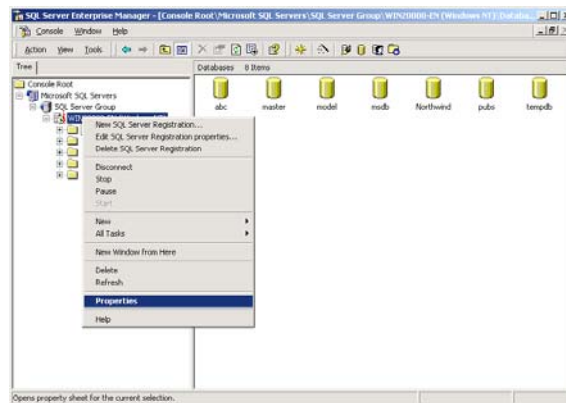 SQL Server Enterprise Manager - [Console Root\Microsoft SQL Servers\SQL Server Group\WIN20000-EN (Windows NT)\Databa...
Console Window Help
Action View Tools
Tree
Databases 8 Items
Console Root
Microsoft SQL Servers
SQL Server Group
abc master model msdb Northwind pubs tempdb
New SQL Server Registration...
Edit SQL Server Registration properties...
Delete SQL Server Registration
Disconnect
Stop
Pause
Start
New
All Tasks
New Window from Here
Delete
Refresh
Properties
Help
Opens property sheet for the current selection.